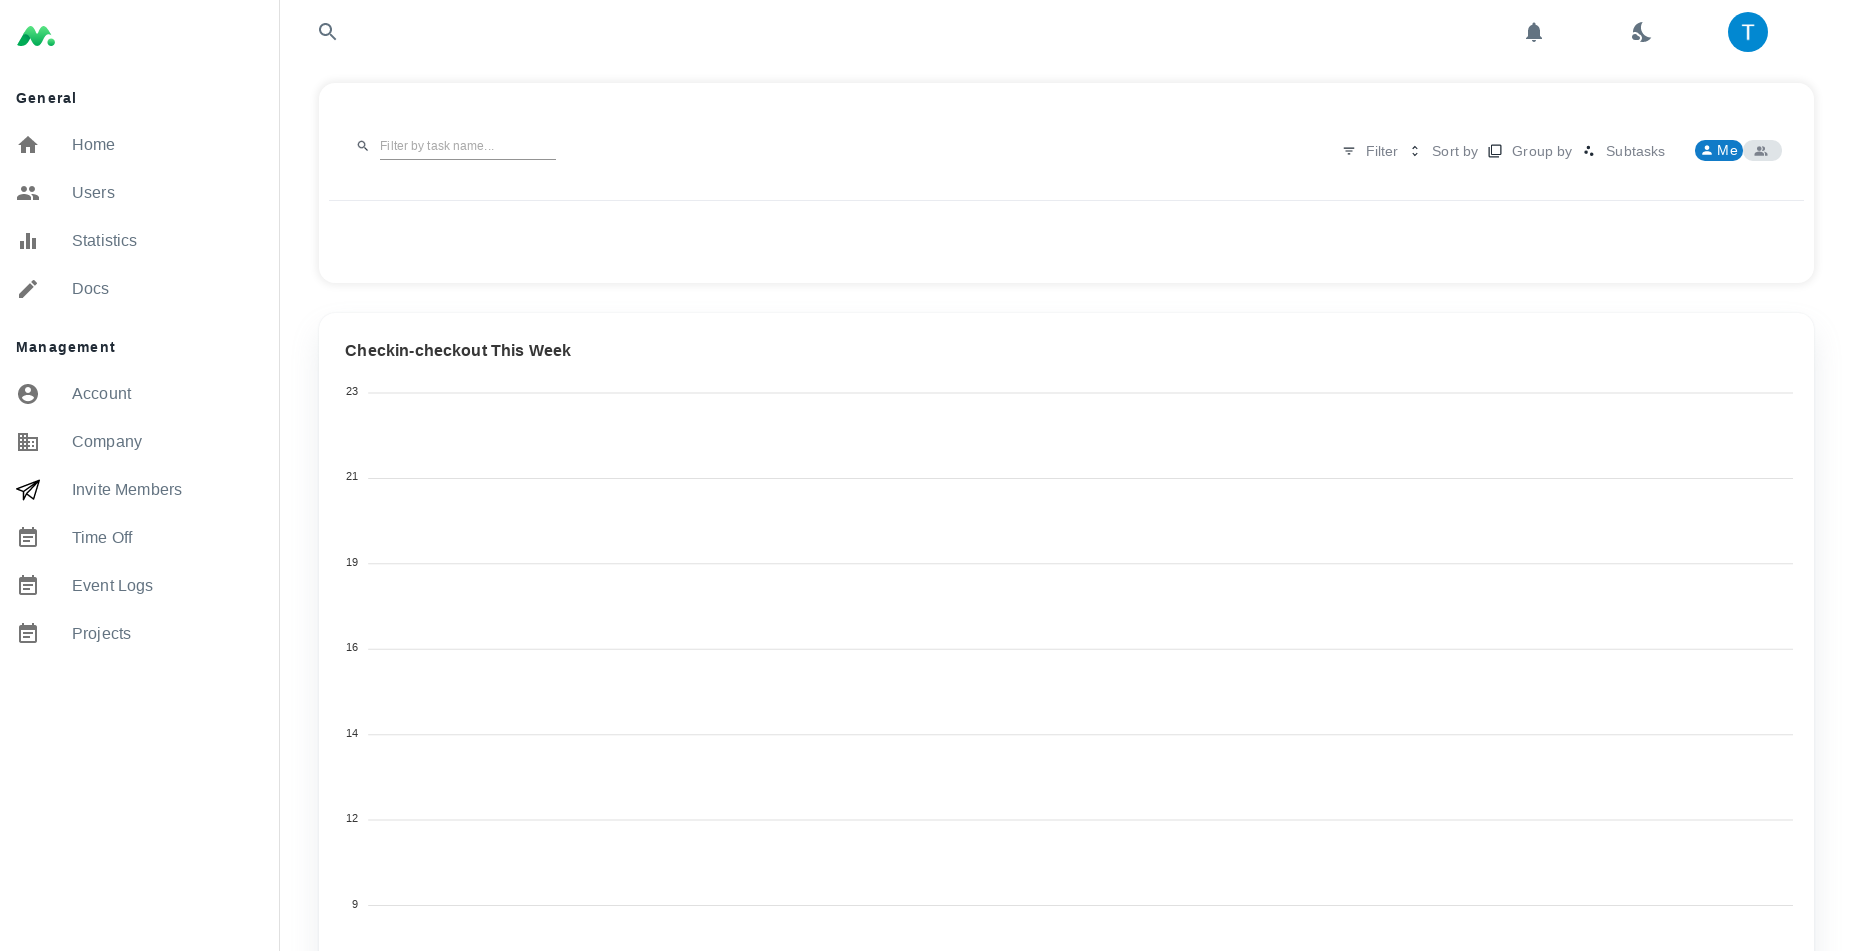 General
Home
Users
Statistics
Docs
Management
Account
Company
Invite Members
Time Off
Event Logs
Projects
T
Filter by task name...
Filter
Sort by
Group by
Subtasks
Me
Checkin-checkout This Week
23
21
19
16
14
12
9